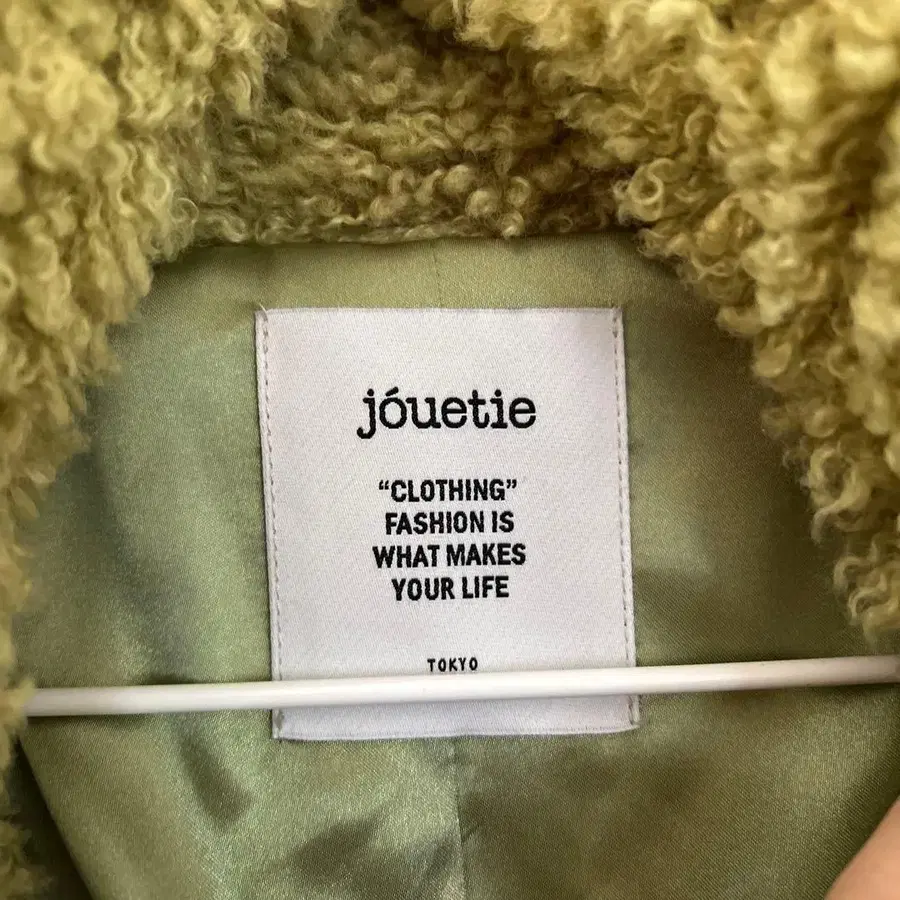 jóuetie
“CLOTHING”
FASHION IS
WHAT MAKES
YOUR LIFE
TOKYO